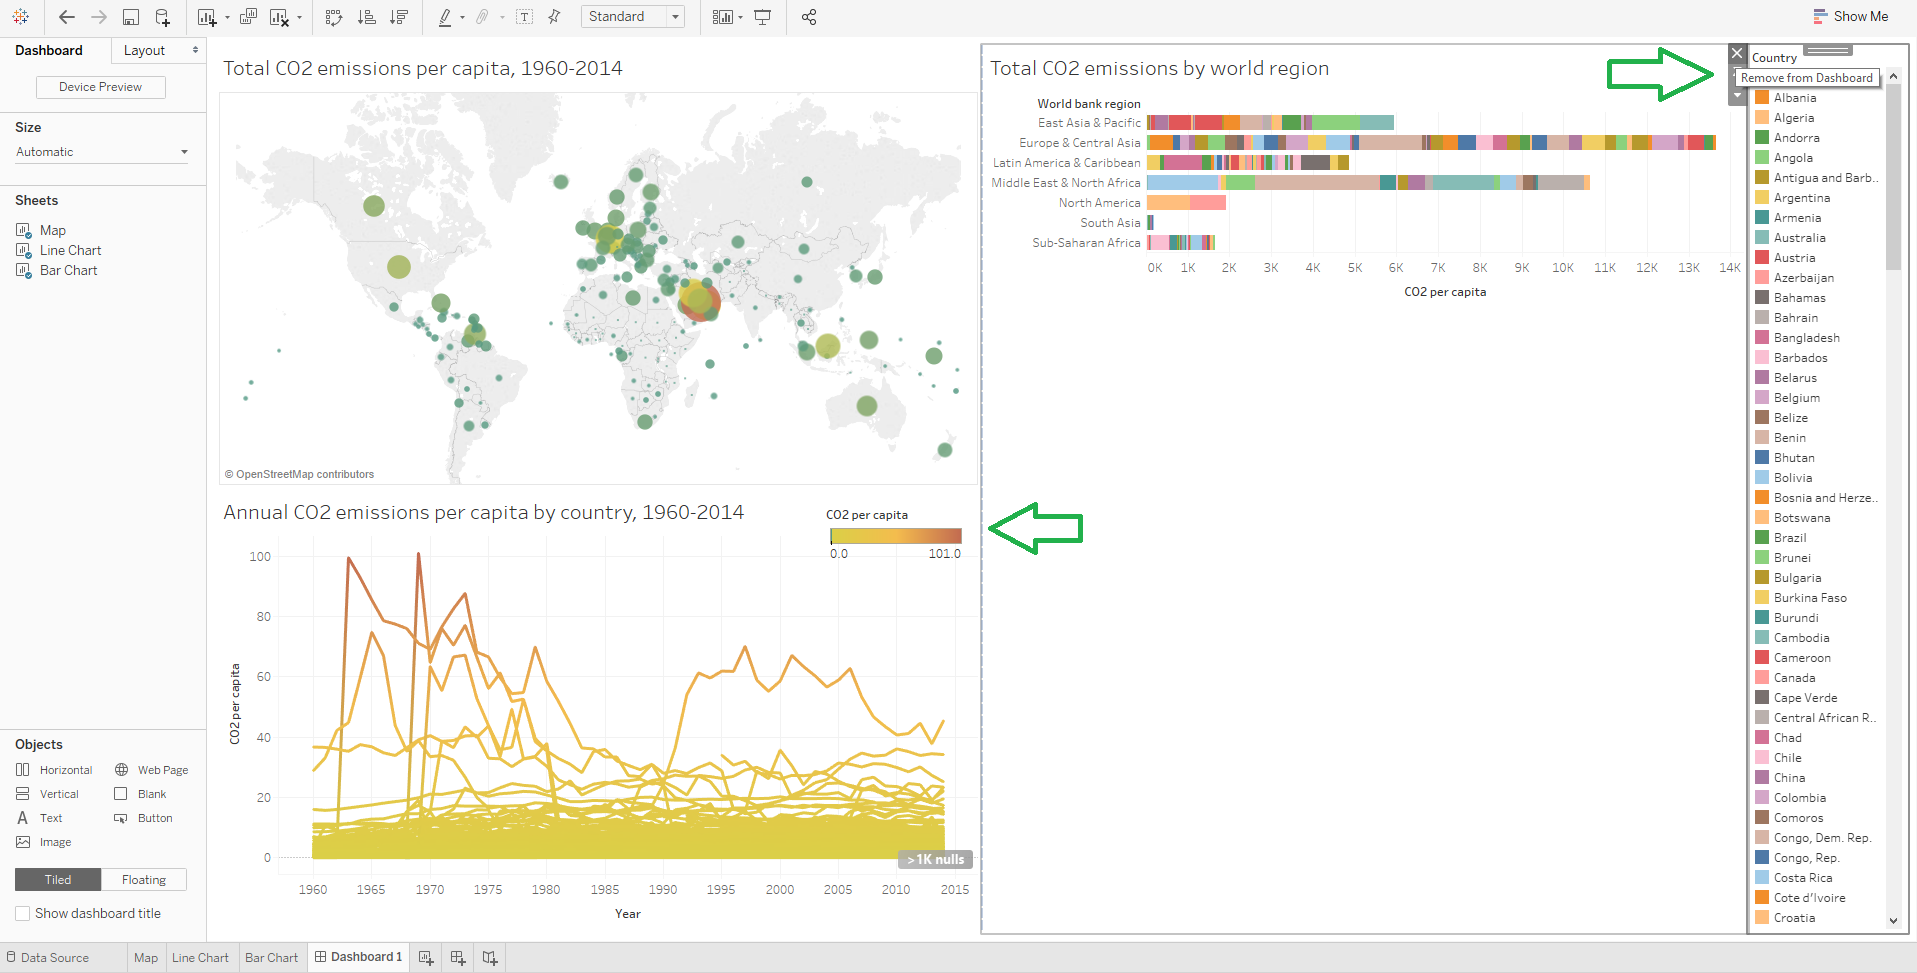 Standard
Show Me
Dashboard
Layout
Device Preview
Size
Automatic
Sheets
Map
Line Chart
Bar Chart
Objects
Horizontal
Web Page
Vertical
Blank
Text
Button
Image
Tiled
Floating
Show dashboard title
Total CO2 emissions per capita, 1960-2014
© OpenStreetMap contributors
Annual CO2 emissions per capita by country, 1960-2014
CO2 per capita
0.0
101.0
CO2 per capita
100
80
60
40
20
0
>1K nulls
1960 1965 1970 1975 1980 1985 1990 1995 2000 2005 2010 2015
Year
Total CO2 emissions by world region
World bank region
East Asia & Pacific
Europe & Central Asia
Latin America & Caribbean
Middle East & North Africa
North America
South Asia
Sub-Saharan Africa
0K 1K 2K 3K 4K 5K 6K 7K 8K 9K 10K 11K 12K 13K 14K
CO2 per capita
Country
Remove from Dashboard
Albania
Algeria
Andorra
Angola
Antigua and Barb..
Argentina
Armenia
Australia
Austria
Azerbaijan
Bahamas
Bahrain
Bangladesh
Barbados
Belarus
Belgium
Belize
Benin
Bhutan
Bolivia
Bosnia and Herze..
Botswana
Brazil
Brunei
Bulgaria
Burkina Faso
Burundi
Cambodia
Cameroon
Canada
Cape Verde
Central African R..
Chad
Chile
China
Colombia
Comoros
Congo, Dem. Rep.
Congo, Rep.
Costa Rica
Cote d'Ivoire
Croatia
Data Source
Map
Line Chart
Bar Chart
Dashboard 1